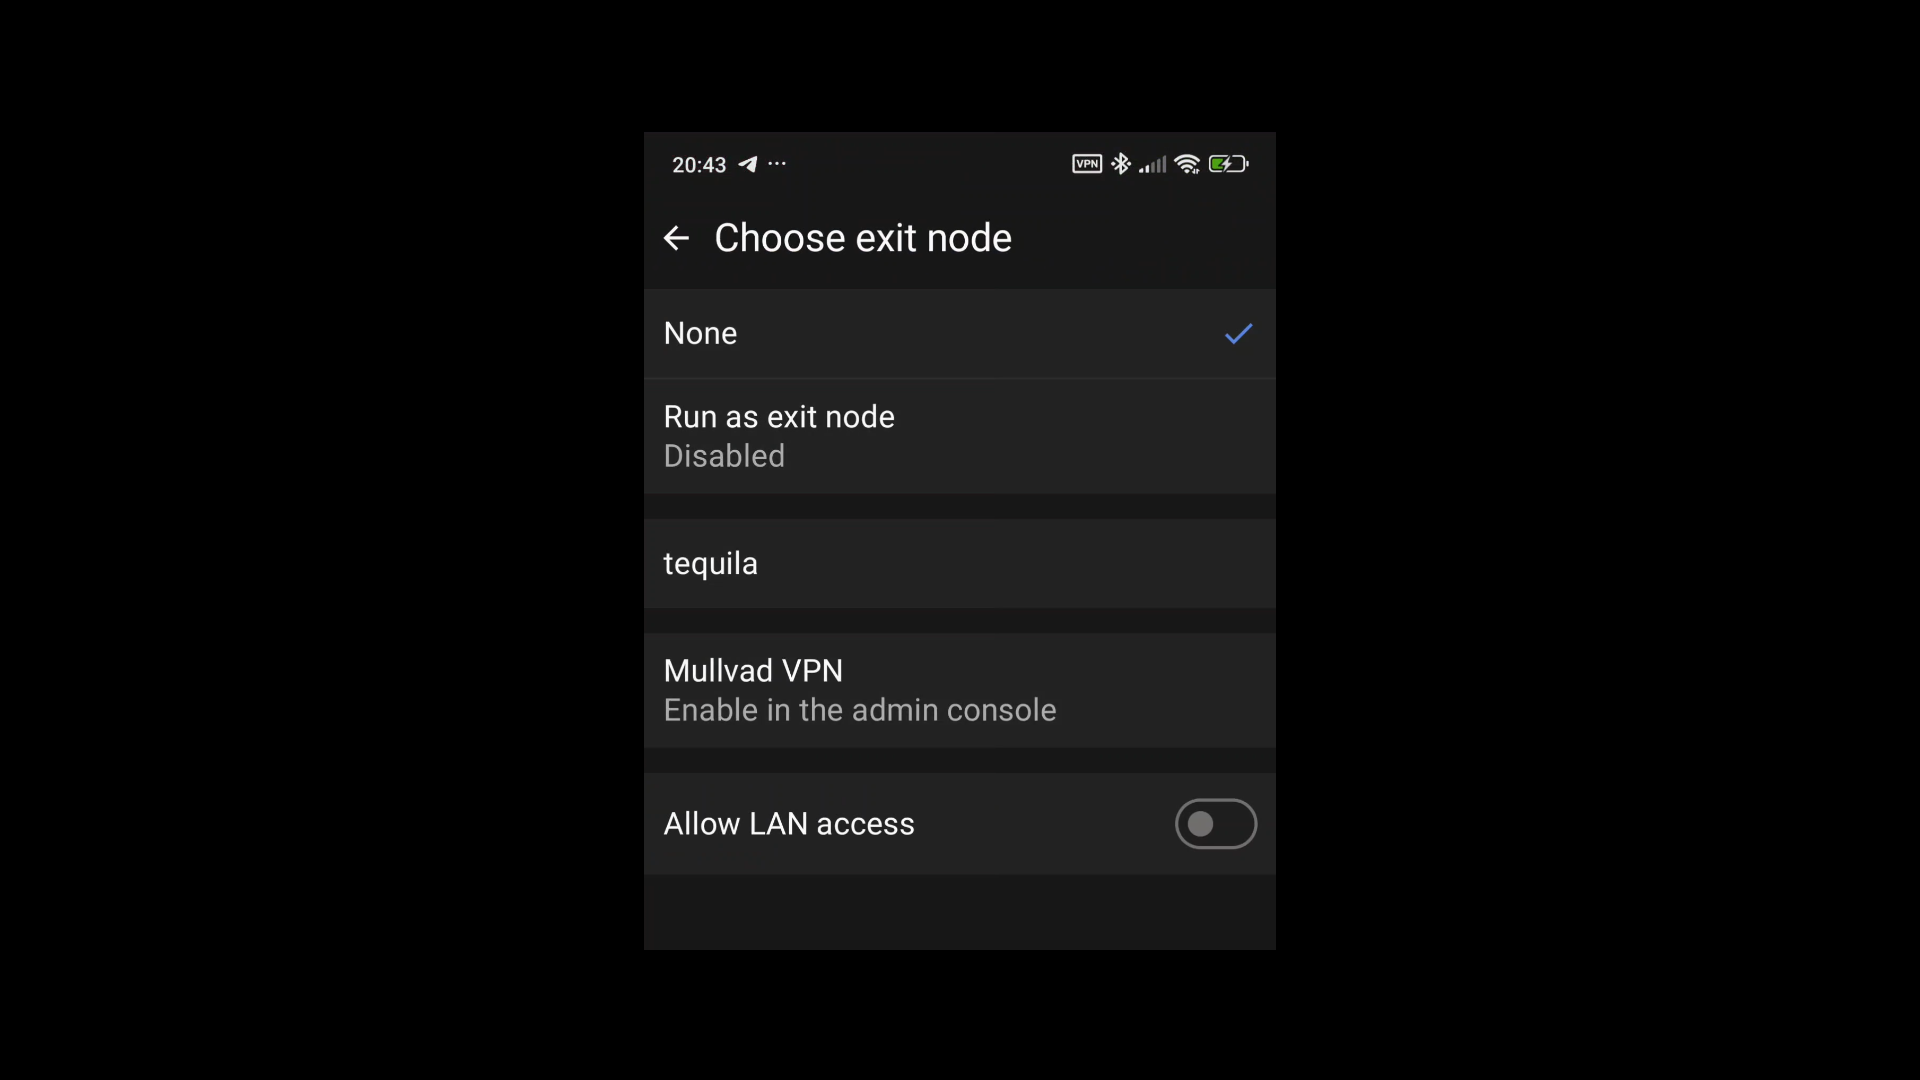 20:43 ...
VPN
Choose exit node
None
Run as exit node
Disabled
tequila
Mullvad VPN
Enable in the admin console
Allow LAN access